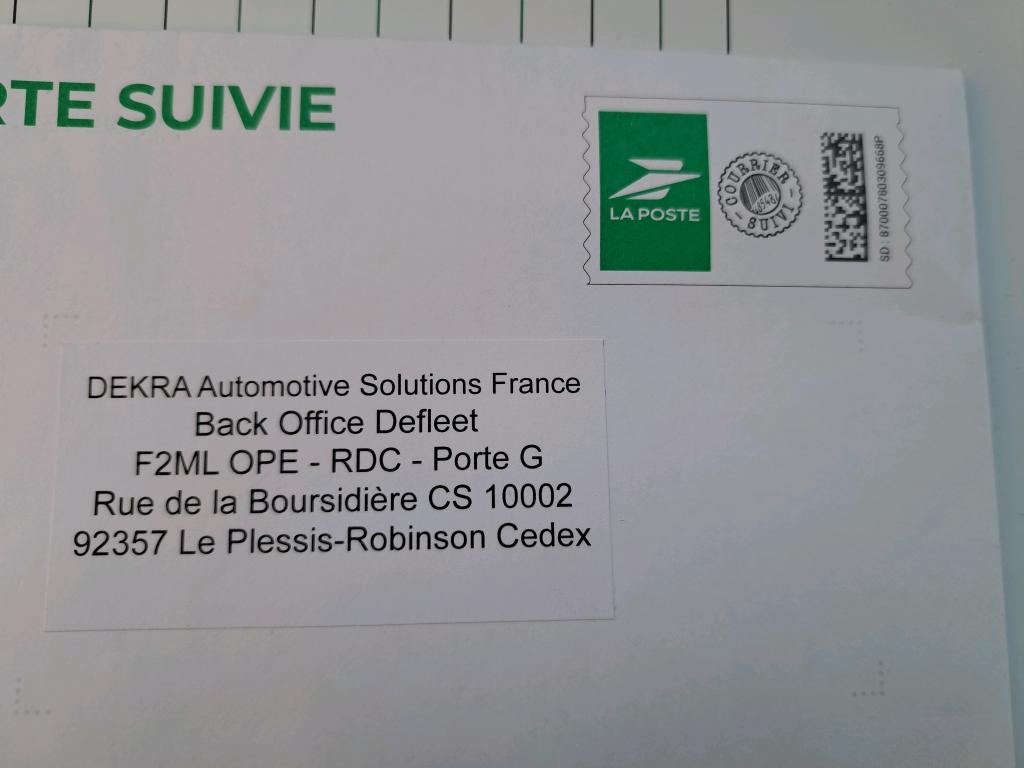 RTE SUIVIE
LA POSTE
COURRIER
SUIVI
SD : 87000780309668P
DEKRA Automotive Solutions France
Back Office Defleet
F2ML OPE - RDC - Porte G
Rue de la Boursidière CS 10002
92357 Le Plessis-Robinson Cedex